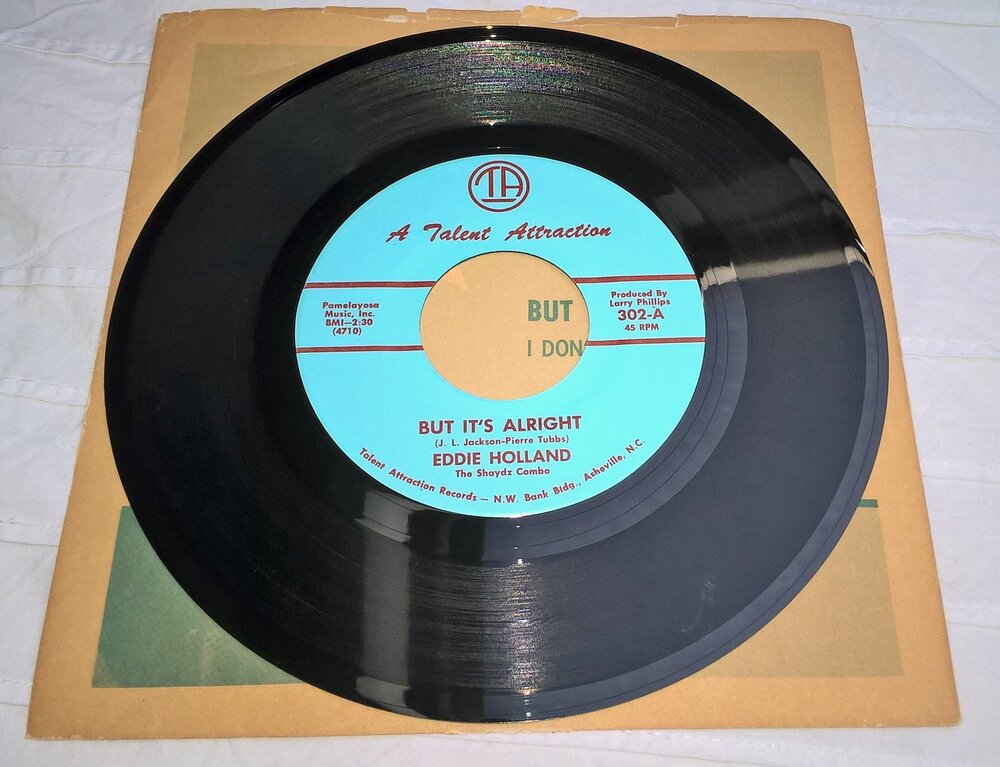 TA
A Talent Attraction
Pamelayosa
Music, Inc.
BMI—2:30
(4710)
BUT
I DON'
Produced By
Larry Phillips
302-A
45 RPM
BUT IT'S ALRIGHT
(J. L. Jackson-Pierre Tubbs)
EDDIE HOLLAND
The Shaydz Combo
Talent Attraction Records — N.W. Bank Bldg., Asheville, N.C.